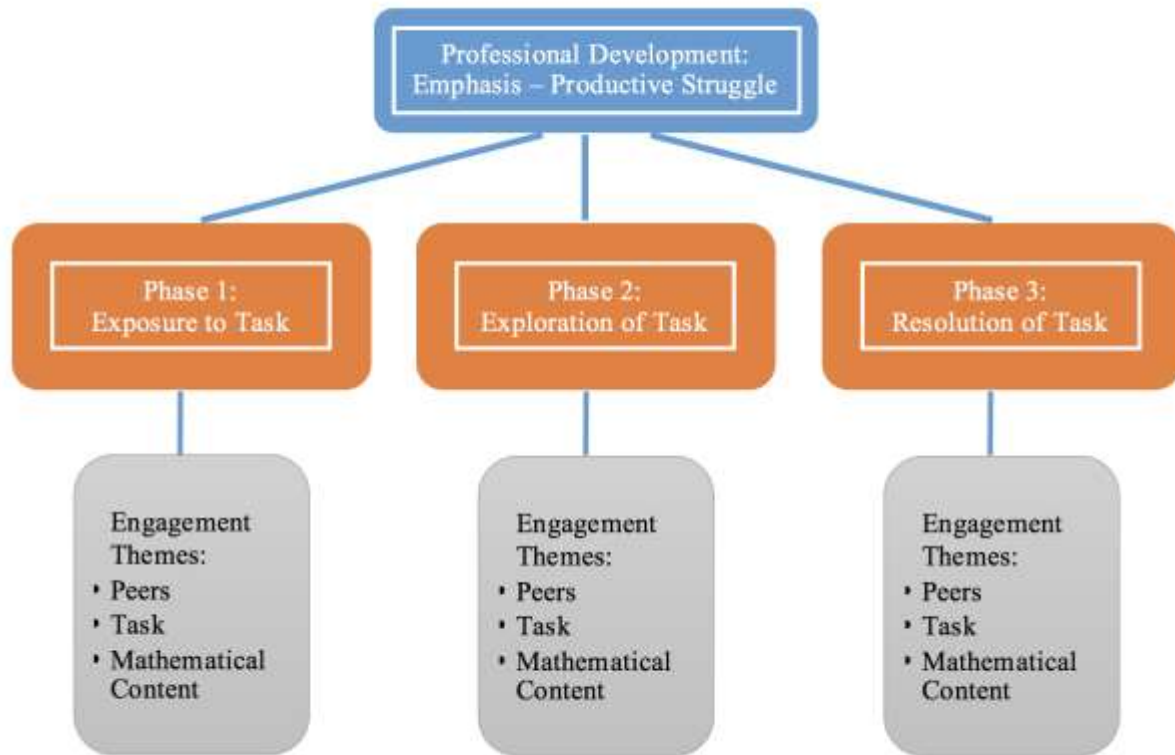 Professional Development:
Emphasis – Productive Struggle
Phase 1:
Exposure to Task
Phase 2:
Exploration of Task
Phase 3:
Resolution of Task
Engagement
Themes:
• Peers
• Task
• Mathematical
Content
Engagement
Themes:
• Peers
• Task
• Mathematical
Content
Engagement
Themes:
• Peers
• Task
• Mathematical
Content